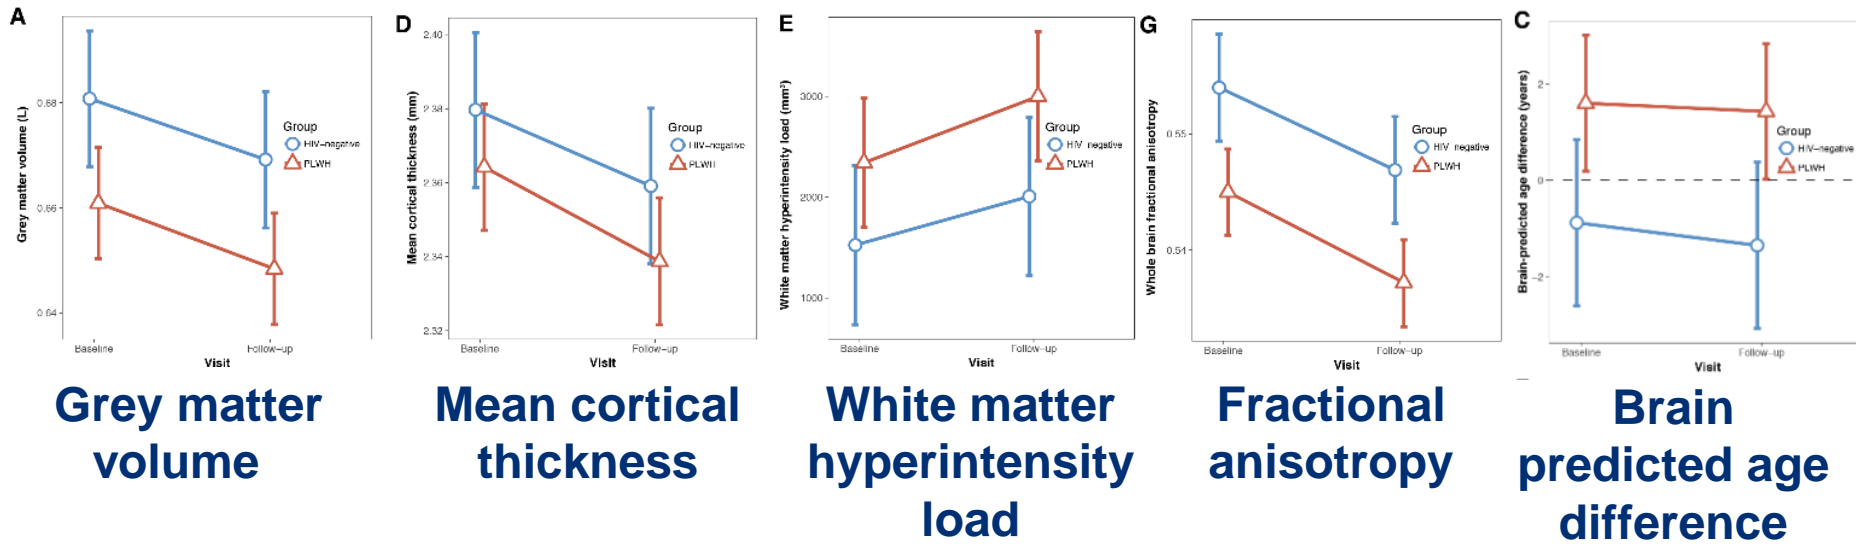 A
Grey matter volume (L)
0.68
0.66
0.64
Group
HIV-negative
PLWH
Baseline
Follow-up
Visit
Grey matter
volume
D
Mean cortical thickness (mm)
2.40
2.38
2.36
2.34
2.32
Group
HIV-negative
PLWH
Baseline
Follow-up
Visit
Mean cortical
thickness
E
White matter hyperintensity load (mm³)
3000
2000
1000
Group
HIV negative
PLWH
Baseline
Follow-up
Visit
White matter
hyperintensity
load
G
Whole brain fractional anisotropy
0.55
0.54
Group
HIV negative
PLWH
Baseline
Follow-up
Visit
Fractional
anisotropy
C
Brain-predicted age difference (years)
2
0
-2
Group
HIV-negative
PLWH
Baseline
Follow-up
Visit
Brain
predicted age
difference